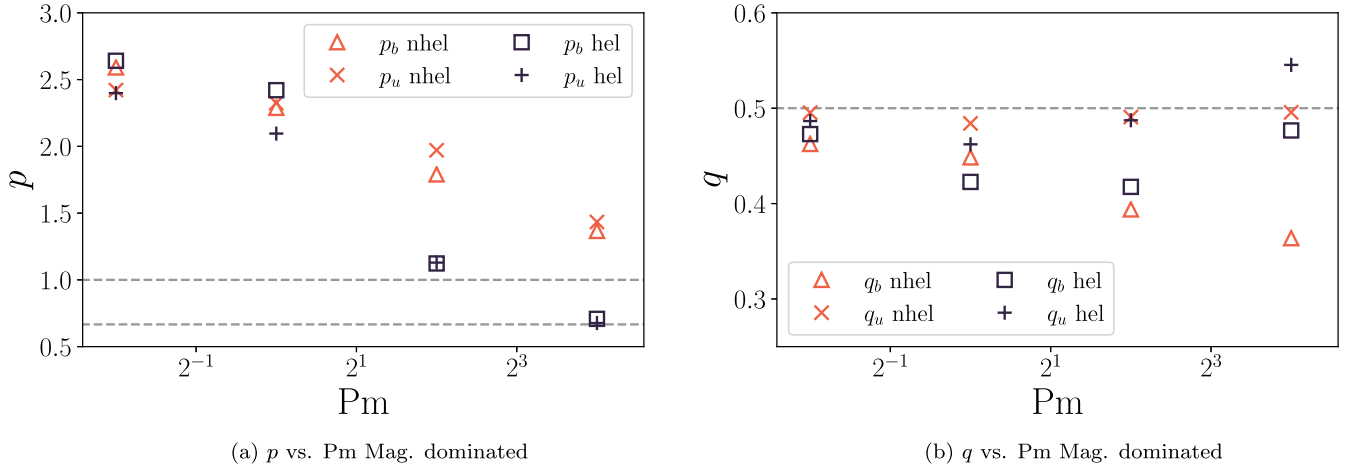 3.0
2.5
2.0
1.5
1.0
0.5
p
p_b nhel
p_u nhel
p_b hel
p_u hel
2^{-1}
2^1
2^3
Pm
(a) p vs. Pm Mag. dominated
0.6
0.5
0.4
0.3
q
q_b nhel
q_u nhel
q_b hel
q_u hel
2^{-1}
2^1
2^3
Pm
(b) q vs. Pm Mag. dominated